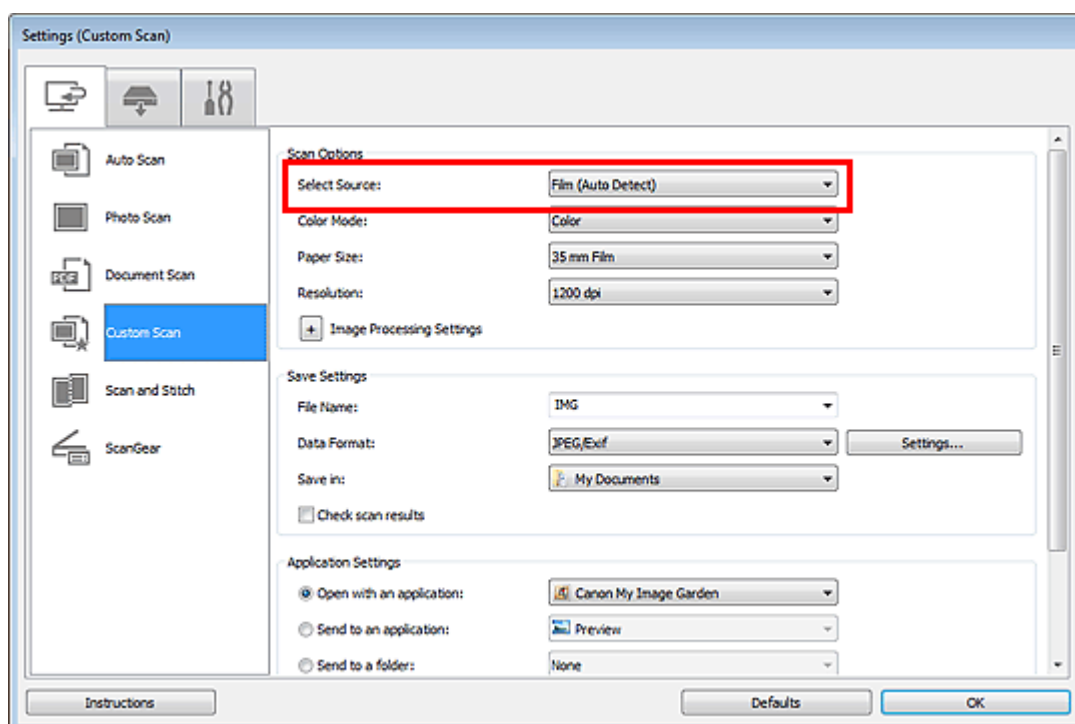 Settings (Custom Scan)
Auto Scan
Photo Scan
PDF
Document Scan
Custom Scan
Scan and Stitch
ScanGear
Scan Options
Select Source: Film (Auto Detect)
Color Mode: Color
Paper Size: 35 mm Film
Resolution: 1200 dpi
+ Image Processing Settings
Save Settings
File Name: IMG
Data Format: JPEG/Exif Settings...
Save in: My Documents
Check scan results
Application Settings
Open with an application: Canon My Image Garden
Send to an application: Preview
Send to a folder: None
Instructions Defaults OK